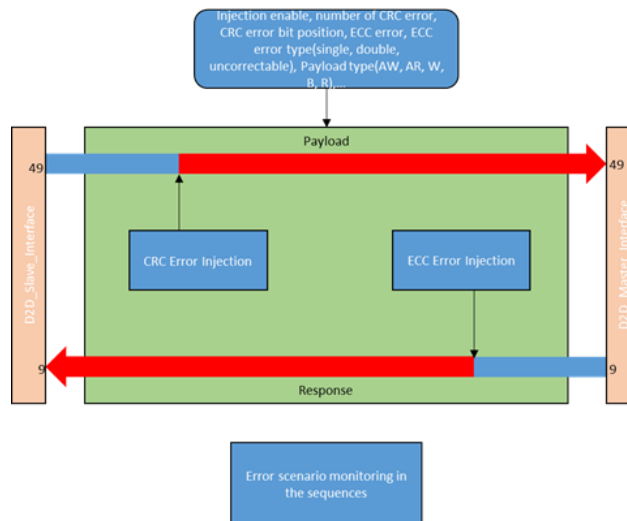 Injection enable, number of CRC error,
CRC error bit position, ECC error, ECC
error type(single, double,
uncorrectable), Payload type(AW, AR, W,
B, R),...
Payload
49
49
D2D_Slave_Interface
CRC Error Injection
ECC Error Injection
D2D_Master_Interface
9
9
Response
Error scenario monitoring in
the sequences